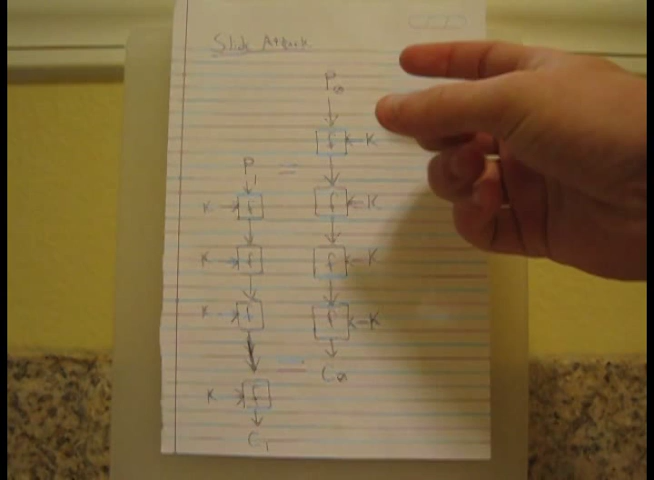 Slide Attack
P0
f K
P1 =
K f f K
K f f K
K f f K
=
C0
K f
C1